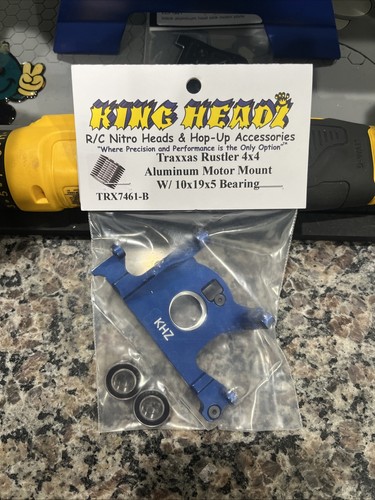 KING HEADZ
R/C Nitro Heads & Hop-Up Accessories
"Where Precision and Performance is the Only Option"
Traxxas Rustler 4x4
Aluminum Motor Mount
W/ 10x19x5 Bearing
TRX7461-B
KHZ